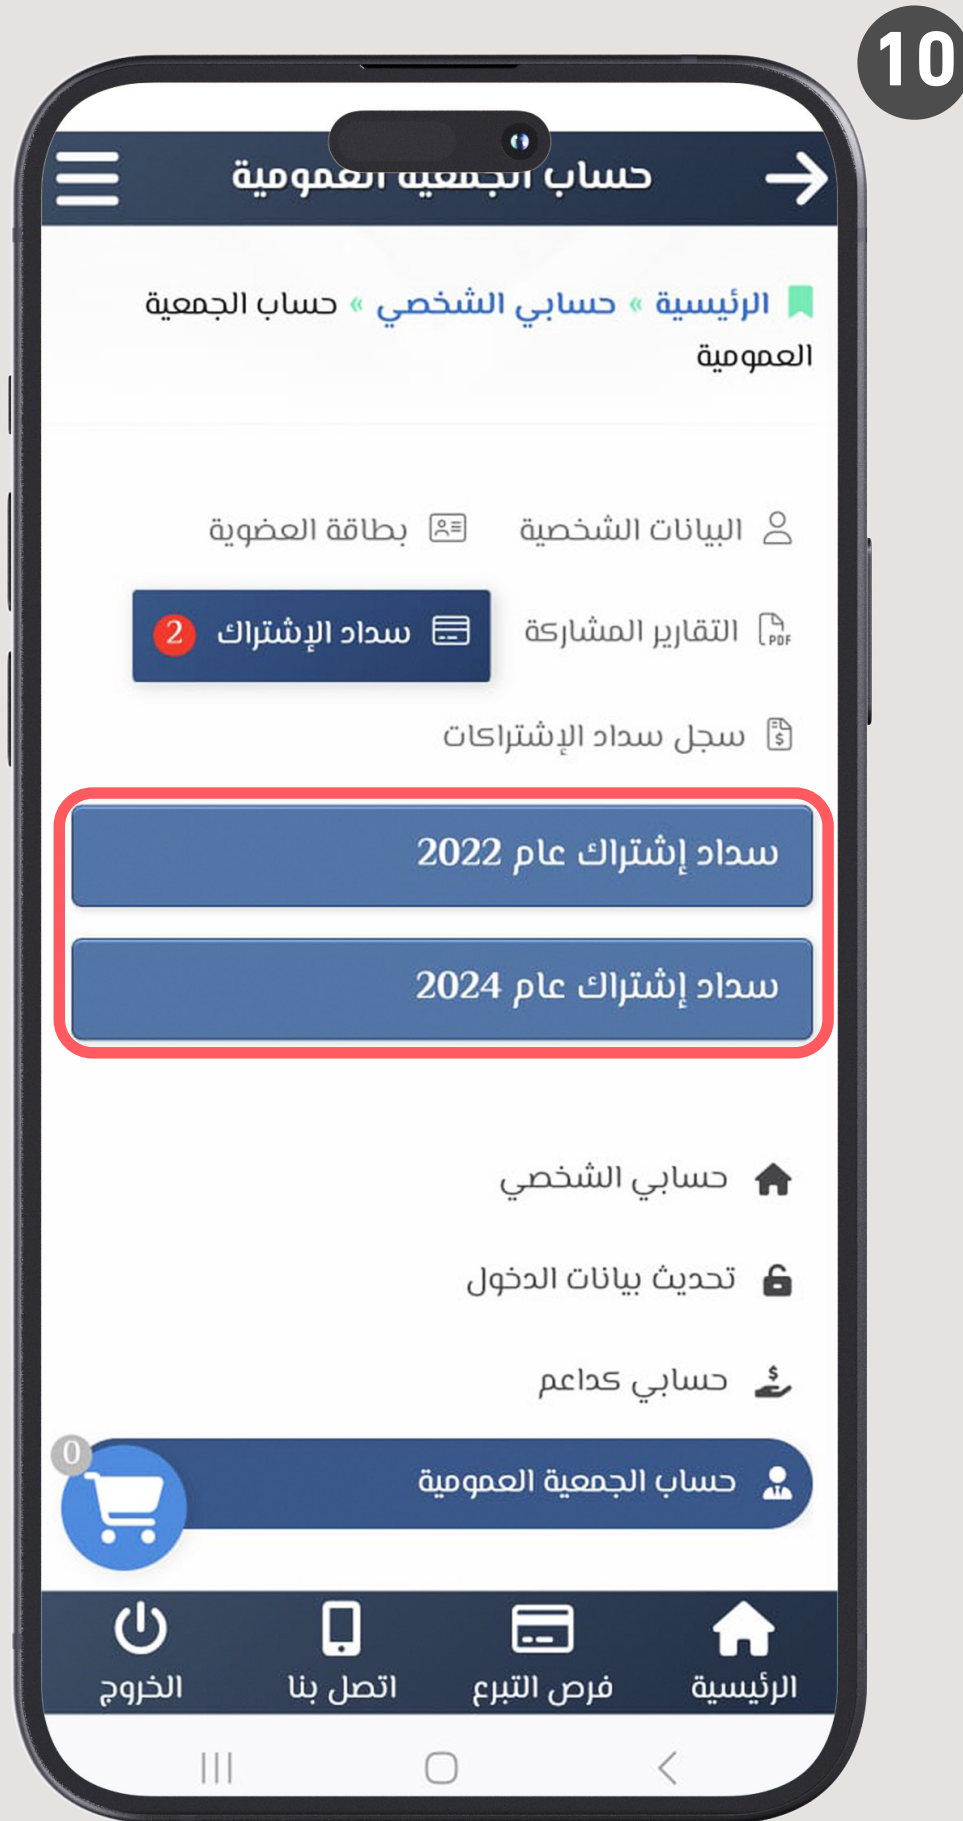 10
حساب الجمعية العمومية
الرئيسية » حسابي الشخصي » حساب الجمعية
العمومية
البيانات الشخصية
بطاقة العضوية
PDF التقارير المشاركة
سداد الإشتراك 2
سجل سداد الإشتراكات
سداد إشتراك عام 2022
سداد إشتراك عام 2024
حسابي الشخصي
تحديث بيانات الدخول
حسابي كداعم
حساب الجمعية العمومية
0
الرئيسية
فرص التبرع
اتصل بنا
الخروج